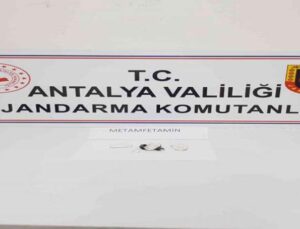 T.C.
ANTALYA VALİLİĞİ
JANDARMA KOMUTANL
METAMFETAMİN